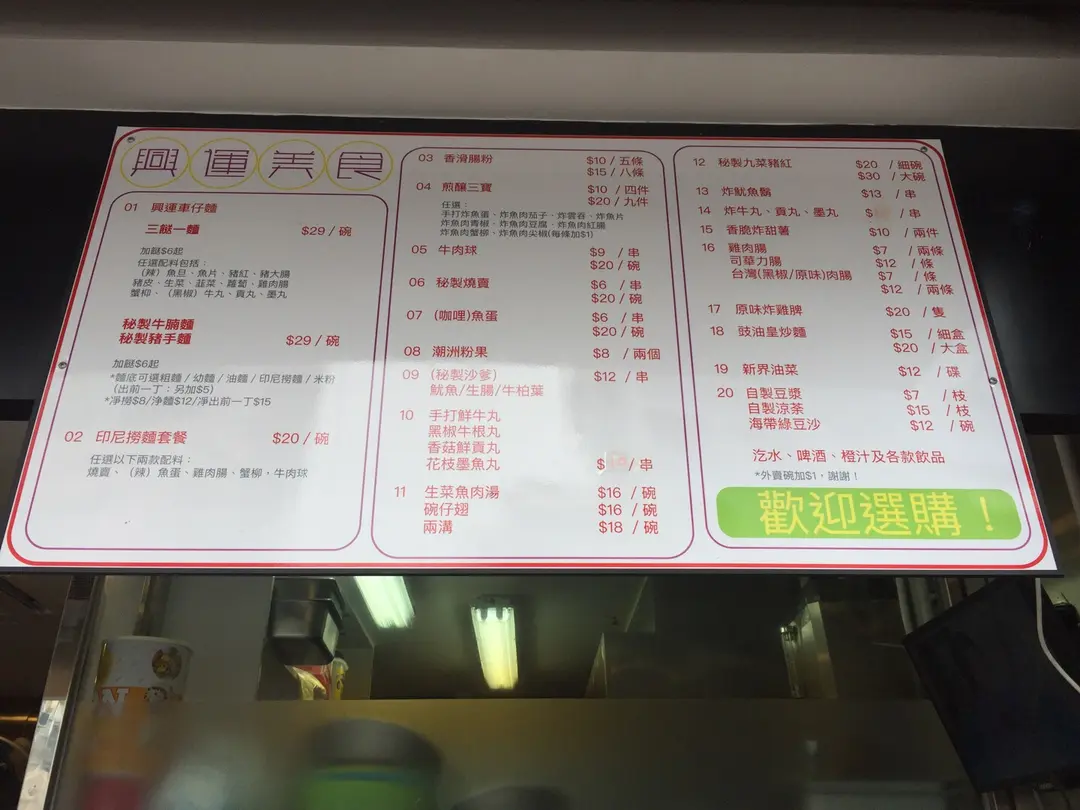 興運美食
01 興運車仔麵
三餸一麵 $29 / 碗
加餸$6起
任選配料包括：
（辣）魚旦、魚片、豬紅、豬大腸
豬皮、生菜、韮菜、蘿蔔、雞肉腸
蟹柳、（黑椒）牛丸、貢丸、墨丸
秘製牛腩麵
秘製豬手麵 $29 / 碗
加餸$6起
*麵底可選粗麵 / 幼麵 / 油麵 / 印尼撈麵 / 米粉
（出前一丁：另加$5）
*凈撈$8/净麵$12/凈出前一丁$15
02 印尼撈麵套餐 $20 / 碗
任選以下兩款配料：
燒賣、（辣）魚蛋、雞肉腸、蟹柳，牛肉球
03 香滑腸粉 $10 / 五條
$15 / 八條
04 煎釀三寶 $10 / 四件
$20 / 九件
任選：
手打炸魚蛋、炸魚肉茄子、炸雲吞、炸魚片
炸魚肉青椒、炸魚肉豆腐、炸魚肉紅腸
炸魚肉蟹柳、炸魚肉尖椒(每條加$1)
05 牛肉球 $9 / 串
$20 / 碗
06 秘製燒賣 $6 / 串
$20 / 碗
07 (咖哩)魚蛋 $6 / 串
$20 / 碗
08 潮洲粉果 $8 / 兩個
09 (秘製沙爹)
魷魚/生腸/牛柏葉 $12 / 串
10 手打鮮牛丸
黑椒牛根丸
香菇鮮貢丸
花枝墨魚丸 $ / 串
11 生菜魚肉湯 $16 / 碗
碗仔翅 $16 / 碗
兩溝 $18 / 碗
12 秘製九菜豬紅 $20 / 細碗
$30 / 大碗
13 炸魷魚鬚 $13 / 串
14 炸牛丸、貢丸、墨丸 $ / 串
15 香脆炸甜薯 $10 / 兩件
16 雞肉腸 $7 / 兩條
司華力腸 $12 / 條
台灣(黑椒/原味)肉腸 $7 / 條
$12 / 兩條
17 原味炸雞脾 $20 / 隻
18 豉油皇炒麵 $15 / 細盒
$20 / 大盒
19 新界油菜 $12 / 碟
20 自製豆漿 $7 / 枝
自製涼茶 $15 / 枝
海帶綠豆沙 $12 / 碗
汽水、啤酒、橙汁及各款飲品
*外賣碗加$1，謝謝！
歡迎選購！